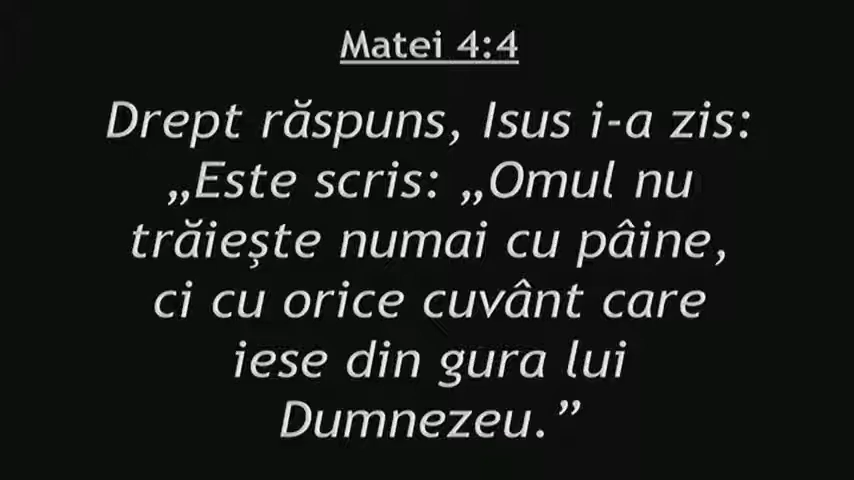 Matei 4:4
Drept răspuns, Isus i-a zis:
„Este scris: „Omul nu
trăiește numai cu pâine,
ci cu orice cuvânt care
iese din gura lui
Dumnezeu.”